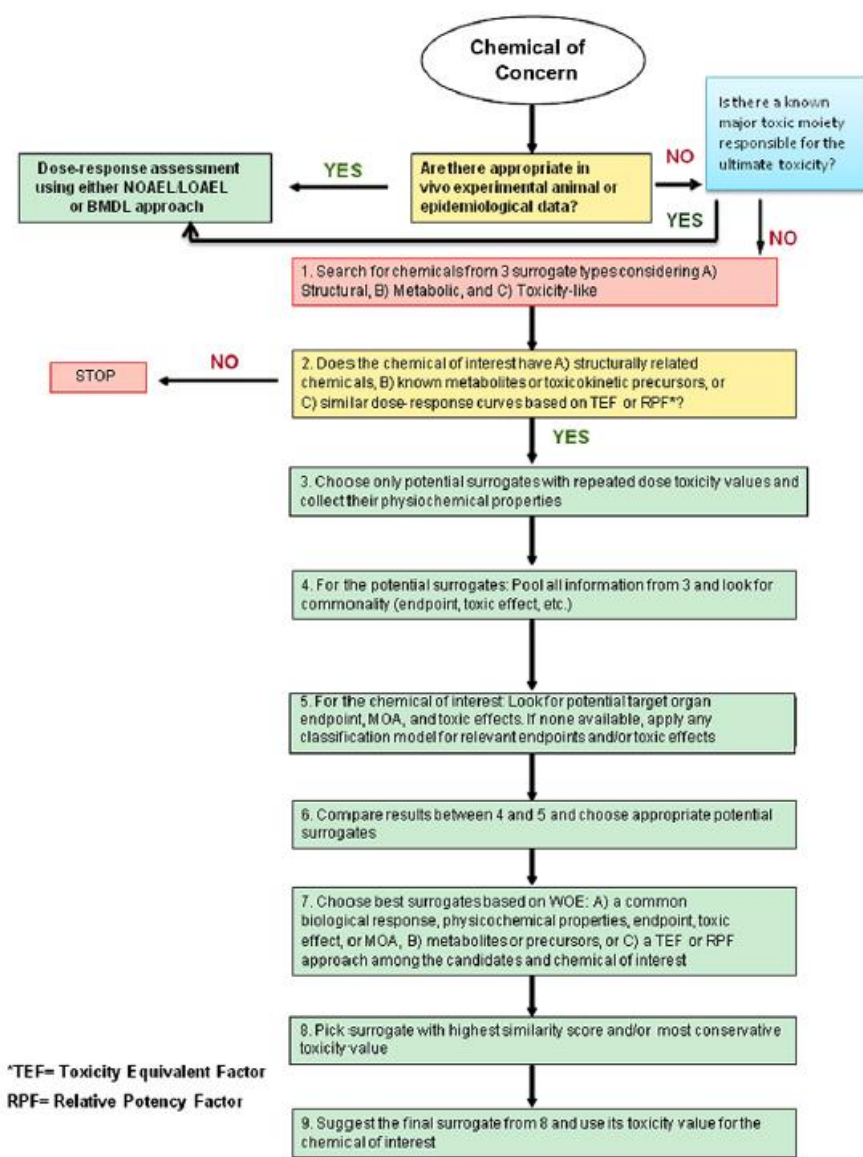 Chemical of
Concern
Is there a known
major toxic moiety
responsible for the
ultimate toxicity?
NO
YES
Dose-response assessment
using either NOAEL/LOAEL
or BMDL approach
Are there appropriate in
vivo experimental animal or
epidemiological data?
YES
NO
1. Search for chemicals from 3 surrogate types considering A)
Structural, B) Metabolic, and C) Toxicity-like
NO
STOP
2. Does the chemical of interest have A) structurally related
chemicals, B) known metabolites or toxicokinetic precursors, or
C) similar dose-response curves based on TEF or RPF*?
YES
3. Choose only potential surrogates with repeated dose toxicity values and
collect their physiochemical properties
4. For the potential surrogates: Pool all information from 3 and look for
commonality (endpoint, toxic effect, etc.)
5. For the chemical of interest: Look for potential target organ
endpoint, MOA, and toxic effects. If none available, apply any
classification model for relevant endpoints and/or toxic effects
6. Compare results between 4 and 5 and choose appropriate potential
surrogates
7. Choose best surrogates based on WOE: A) a common
biological response, physicochemical properties, endpoint, toxic
effect, or MOA, B) metabolites or precursors, or C) a TEF or RPF
approach among the candidates and chemical of interest
8. Pick surrogate with highest similarity score and/or most conservative
toxicity value
*TEF= Toxicity Equivalent Factor
RPF= Relative Potency Factor
9. Suggest the final surrogate from 8 and use its toxicity value for the
chemical of interest